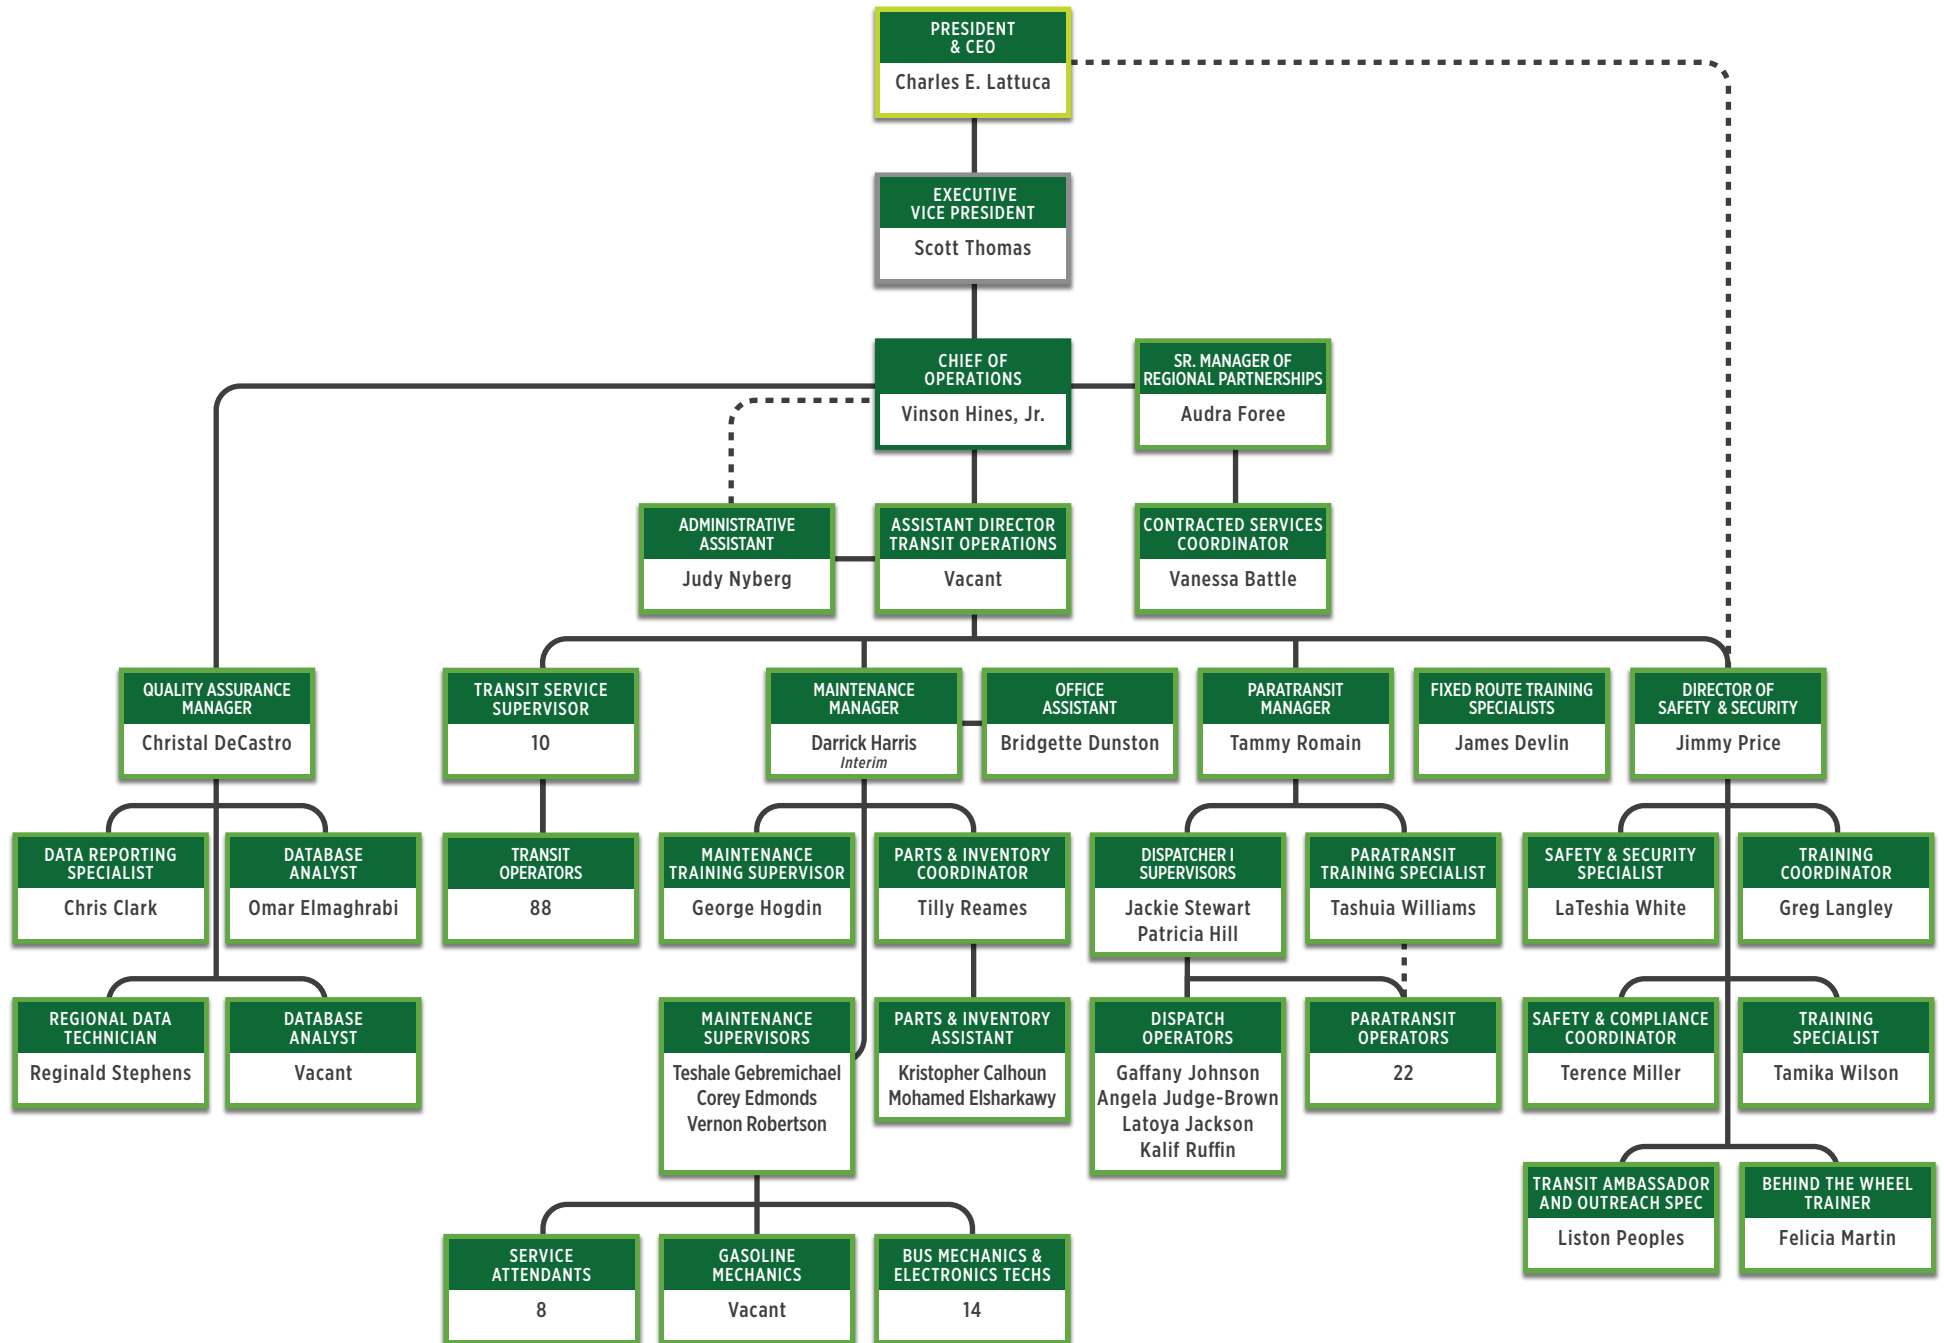 PRESIDENT
& CEO
Charles E. Lattuca
EXECUTIVE
VICE PRESIDENT
Scott Thomas
CHIEF OF
OPERATIONS
Vinson Hines, Jr.
SR. MANAGER OF
REGIONAL PARTNERSHIPS
Audra Foree
ADMINISTRATIVE
ASSISTANT
Judy Nyberg
ASSISTANT DIRECTOR
TRANSIT OPERATIONS
Vacant
CONTRACTED SERVICES
COORDINATOR
Vanessa Battle
QUALITY ASSURANCE
MANAGER
Christal DeCastro
TRANSIT SERVICE
SUPERVISOR
10
MAINTENANCE
MANAGER
Darrick Harris
Interim
OFFICE
ASSISTANT
Bridgette Dunston
PARATRANSIT
MANAGER
Tammy Romain
FIXED ROUTE TRAINING
SPECIALISTS
James Devlin
DIRECTOR OF
SAFETY & SECURITY
Jimmy Price
DATA REPORTING
SPECIALIST
Chris Clark
DATABASE
ANALYST
Omar Elmaghrabi
TRANSIT
OPERATORS
88
MAINTENANCE
TRAINING SUPERVISOR
George Hogdin
PARTS & INVENTORY
COORDINATOR
Tilly Reames
DISPATCHER I
SUPERVISORS
Jackie Stewart
Patricia Hill
PARATRANSIT
TRAINING SPECIALIST
Tashuia Williams
SAFETY & SECURITY
SPECIALIST
LaTeshia White
TRAINING
COORDINATOR
Greg Langley
REGIONAL DATA
TECHNICIAN
Reginald Stephens
DATABASE
ANALYST
Vacant
MAINTENANCE
SUPERVISORS
Teshale Gebremichael
Corey Edmonds
Vernon Robertson
PARTS & INVENTORY
ASSISTANT
Kristopher Calhoun
Mohamed Elsharkawy
DISPATCH
OPERATORS
Gaffany Johnson
Angela Judge-Brown
Latoya Jackson
Kalif Ruffin
PARATRANSIT
OPERATORS
22
SAFETY & COMPLIANCE
COORDINATOR
Terence Miller
TRAINING
SPECIALIST
Tamika Wilson
TRANSIT AMBASSADOR
AND OUTREACH SPEC
Liston Peoples
BEHIND THE WHEEL
TRAINER
Felicia Martin
SERVICE
ATTENDANTS
8
GASOLINE
MECHANICS
Vacant
BUS MECHANICS &
ELECTRONICS TECHS
14